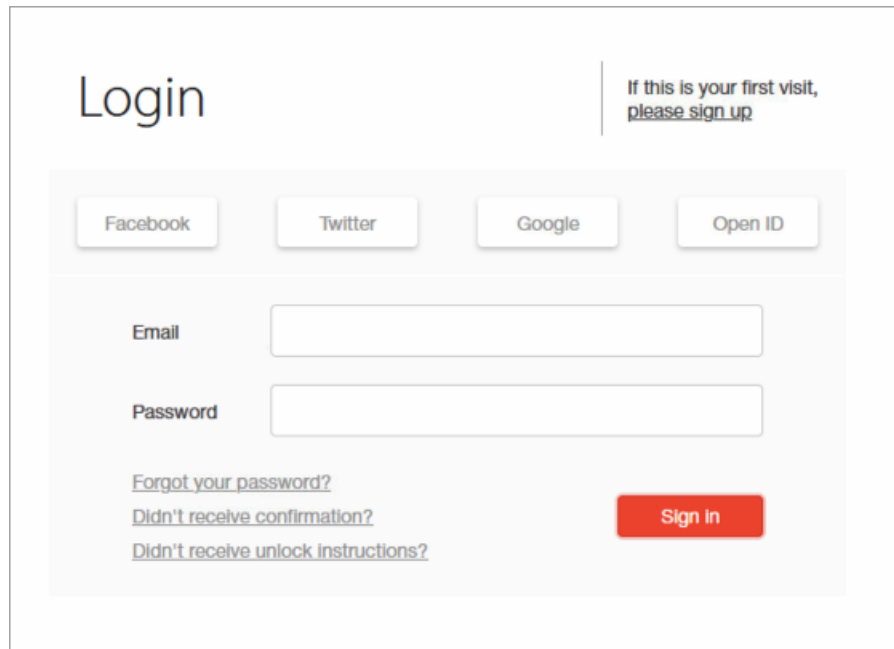 Login
If this is your first visit,
please sign up
Facebook
Twitter
Google
Open ID
Email
Password
Forgot your password?
Didn't receive confirmation?
Didn't receive unlock instructions?
Sign in